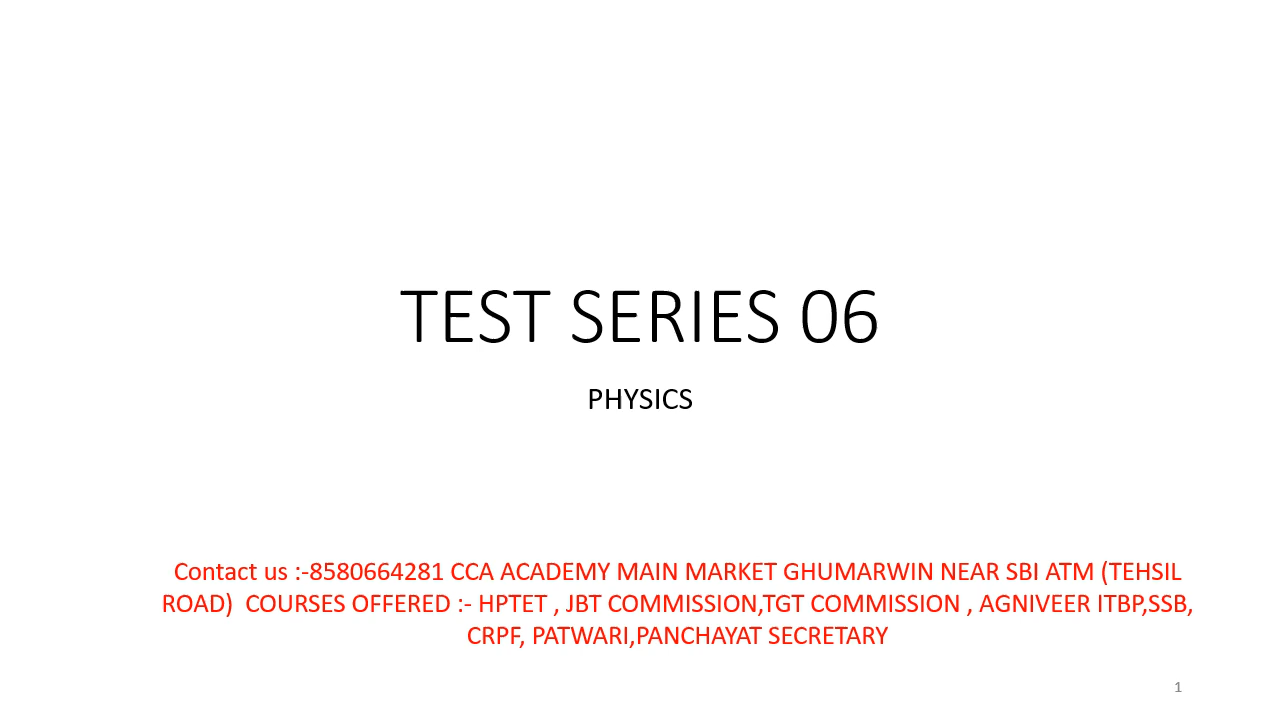 TEST SERIES 06
PHYSICS
Contact us :-8580664281 CCA ACADEMY MAIN MARKET GHUMARWIN NEAR SBI ATM (TEHSIL
ROAD)  COURSES OFFERED :- HPTET , JBT COMMISSION,TGT COMMISSION , AGNIVEER ITBP,SSB,
CRPF, PATWARI,PANCHAYAT SECRETARY
1